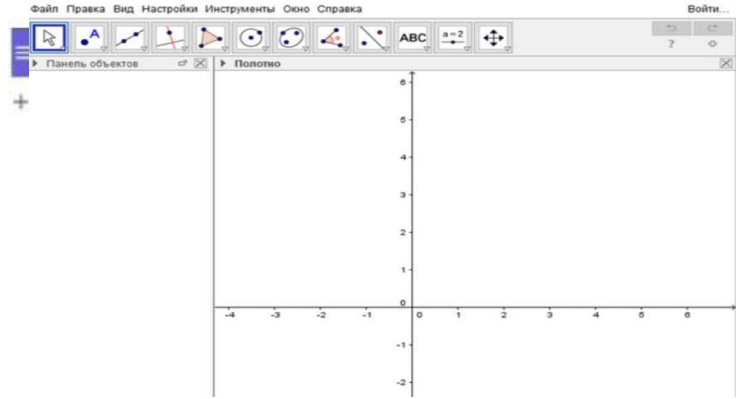 Файл Правка Вид Настройки Инструменты Окно Справка Войти...
A ABC a=2 ?
Панель объектов Полотно
6
5
4
3
2
1
0
-4 -3 -2 -1 0 1 2 3 4 5 6
-1
-2